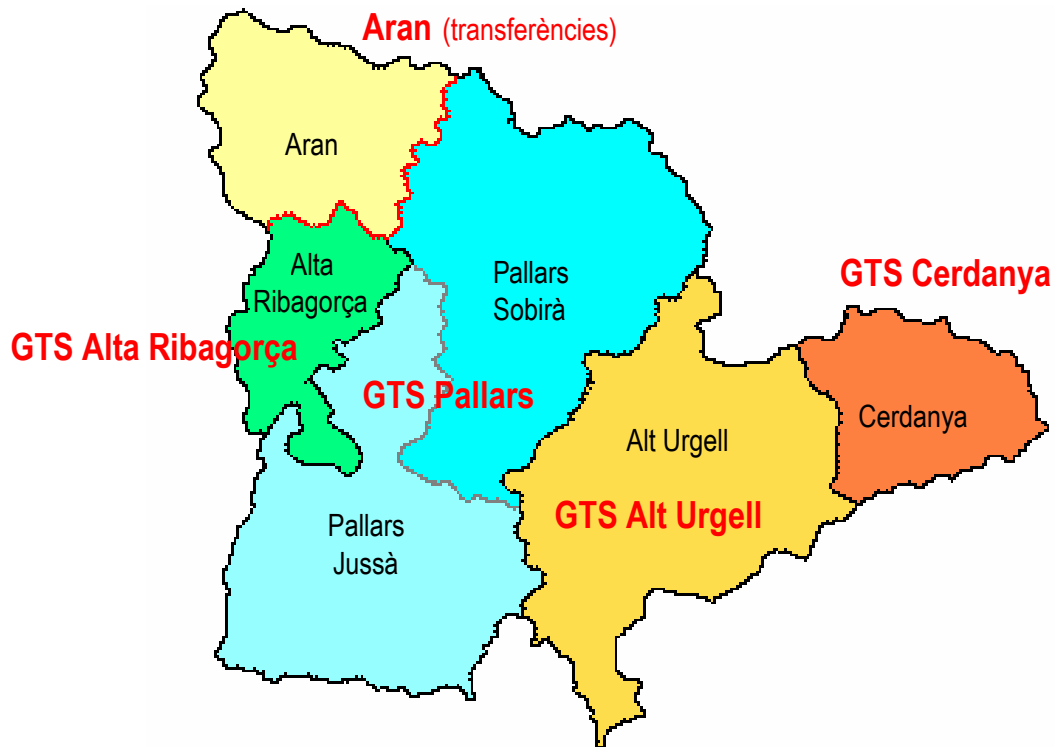 Aran (transferències)
Aran
Alta
Ribagorça
Pallars
Sobirà
GTS Cerdanya
GTS Alta Ribagorça
GTS Pallars
Cerdanya
Alt Urgell
GTS Alt Urgell
Pallars
Jussà